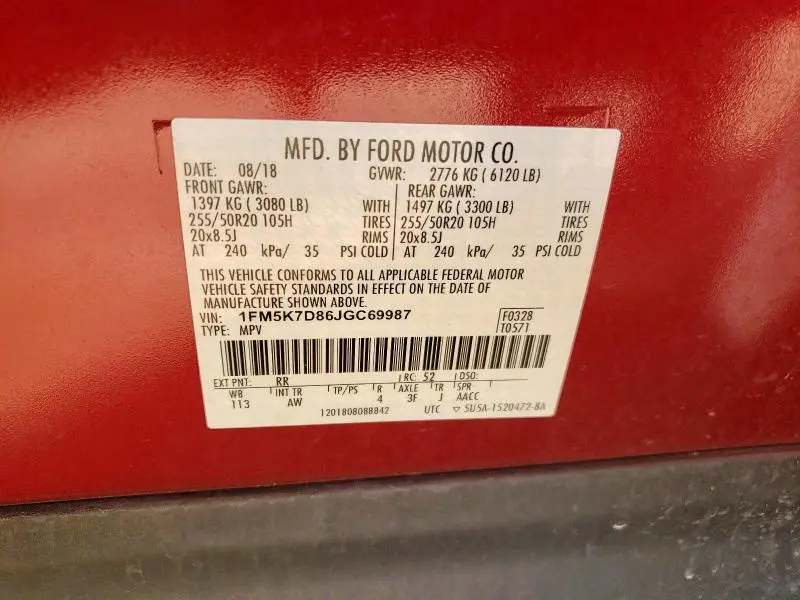 MFD. BY FORD MOTOR CO.
DATE: 08/18 GVWR: 2776 KG ( 6120 LB)
FRONT GAWR: REAR GAWR:
1397 KG ( 3080 LB) WITH 1497 KG ( 3300 LB) WITH
255/50R20 105H TIRES 255/50R20 105H TIRES
20x8.5J RIMS 20x8.5J RIMS
AT 240 kPa/ 35 PSI COLD AT 240 kPa/ 35 PSI COLD
THIS VEHICLE CONFORMS TO ALL APPLICABLE FEDERAL MOTOR
VEHICLE SAFETY STANDARDS IN EFFECT ON THE DATE OF
MANUFACTURE SHOWN ABOVE.
VIN: 1FM5K7D86JGC69987 F0328
TYPE: MPV T0571
EXT PNT: RR RC: 52 DSO:
WB INT TR TP/PS R AXLE TR SPR
113 AW 4 3F J AACC
1201808088842 UTC ▽ 5U5A-1520472-BA